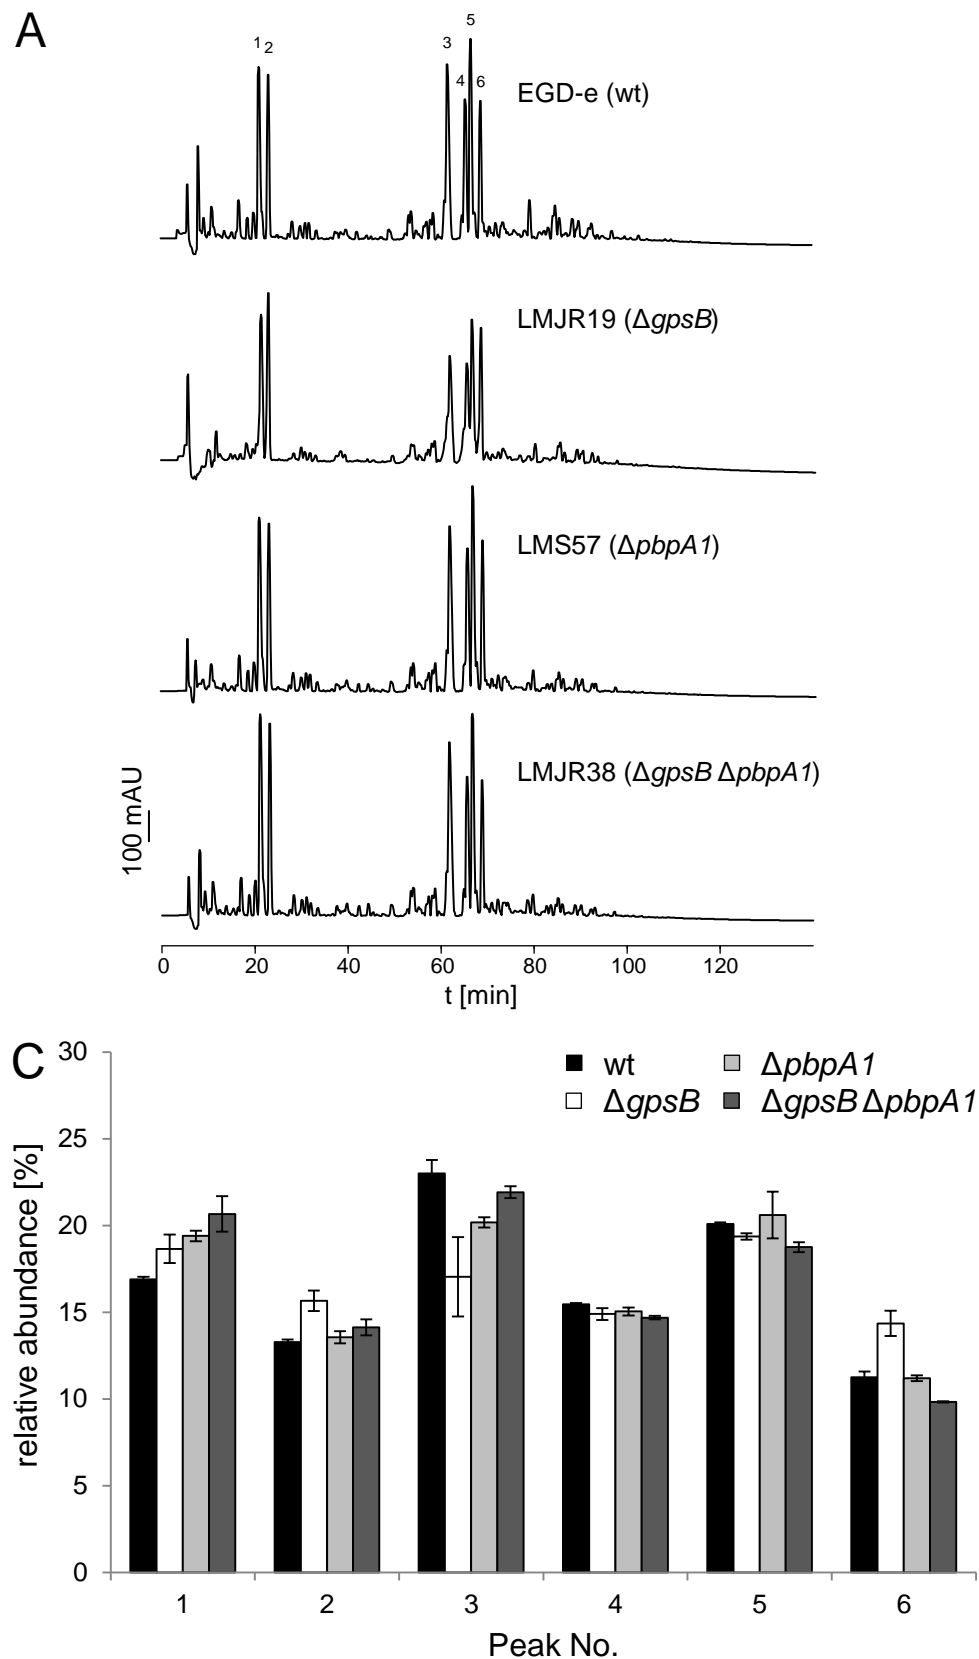 A
1 2 3 4 5 6
EGD-e (wt)
LMJR19 (ΔgpsB)
LMS57 (ΔpbpA1)
LMJR38 (ΔgpsB ΔpbpA1)
100 mAU
0 20 40 60 80 100 120
t [min]
C
wt
ΔpbpA1
ΔgpsB
ΔgpsB ΔpbpA1
30
25
20
15
10
5
0
relative abundance [%]
1 2 3 4 5 6
Peak No.